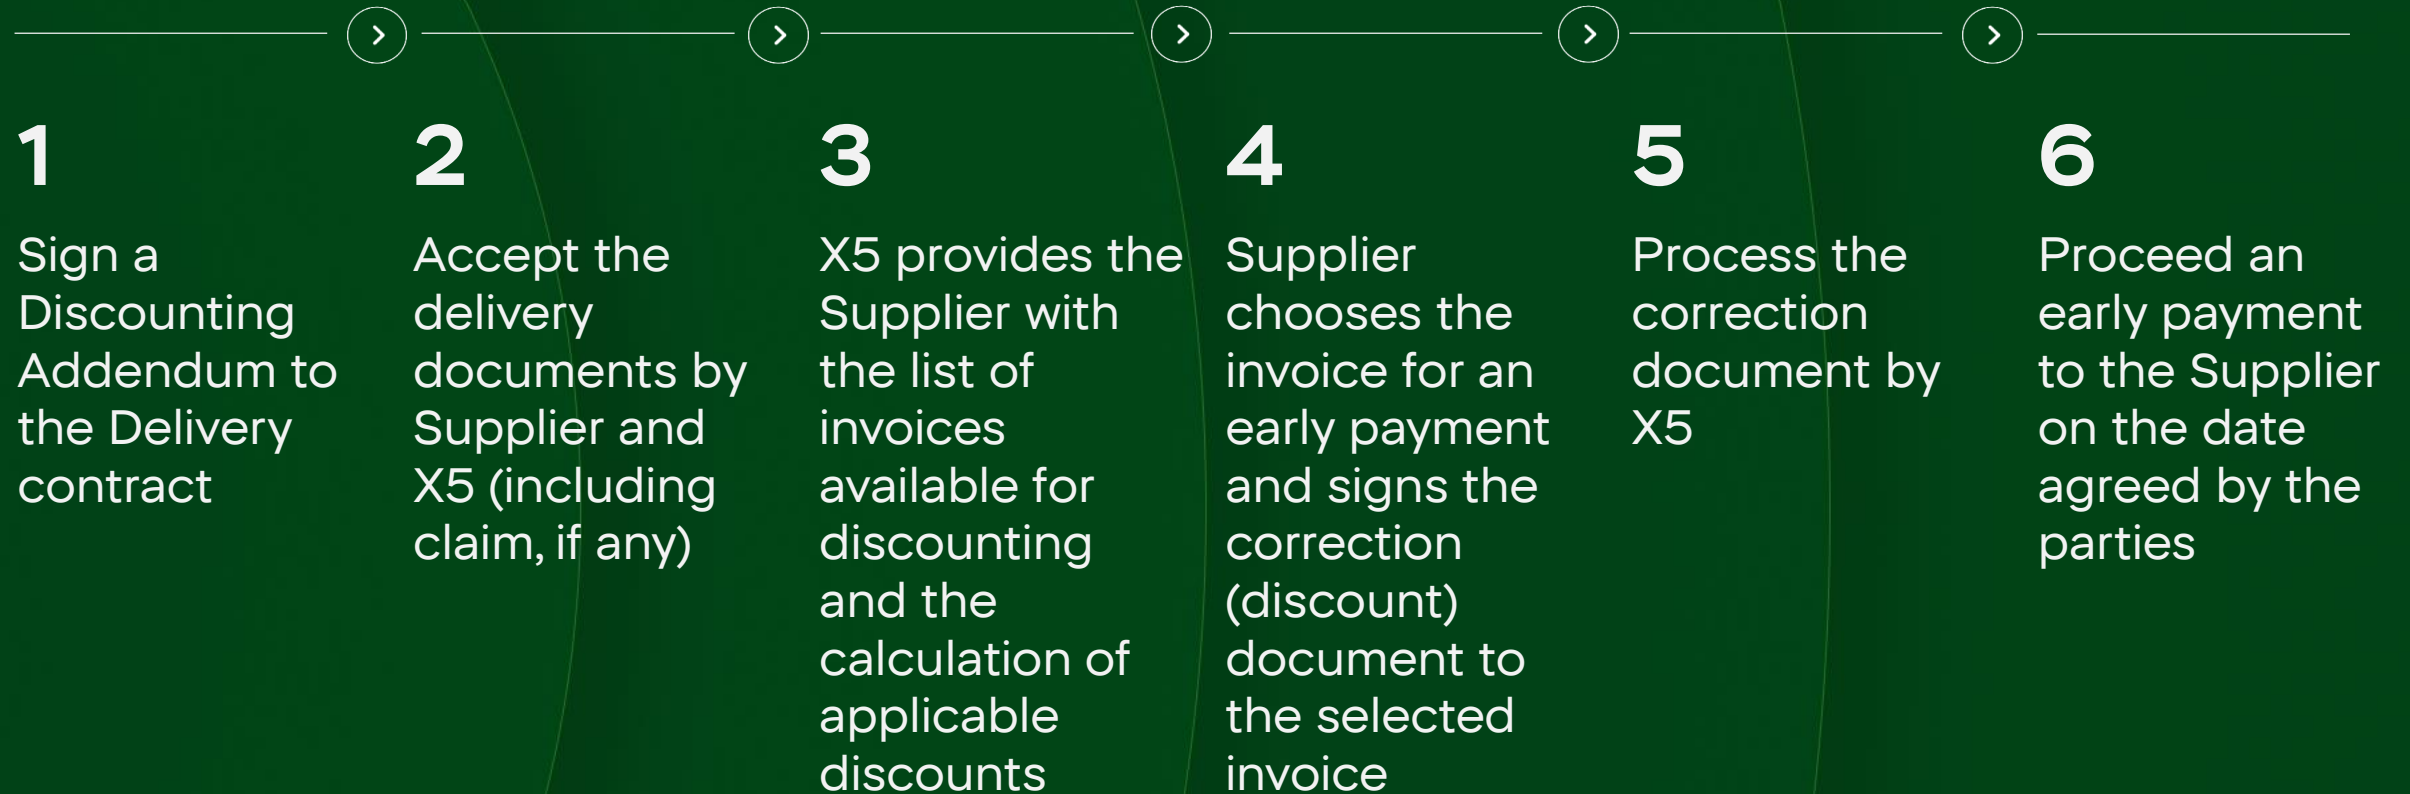 1
Sign a
Discounting
Addendum to
the Delivery
contract
2
Accept the
delivery
documents by
Supplier and
X5 (including
claim, if any)
3
X5 provides the
Supplier with
the list of
invoices
available for
discounting
and the
calculation of
applicable
discounts
4
Supplier
chooses the
invoice for an
early payment
and signs the
correction
(discount)
document to
the selected
invoice
5
Process the
correction
document by
X5
6
Proceed an
early payment
to the Supplier
on the date
agreed by the
parties